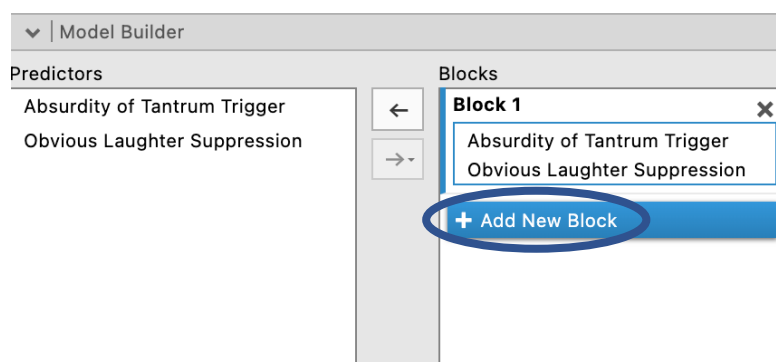 Model Builder
Predictors
Absurdity of Tantrum Trigger
Obvious Laughter Suppression
Blocks
Block 1
Absurdity of Tantrum Trigger
Obvious Laughter Suppression
+ Add New Block